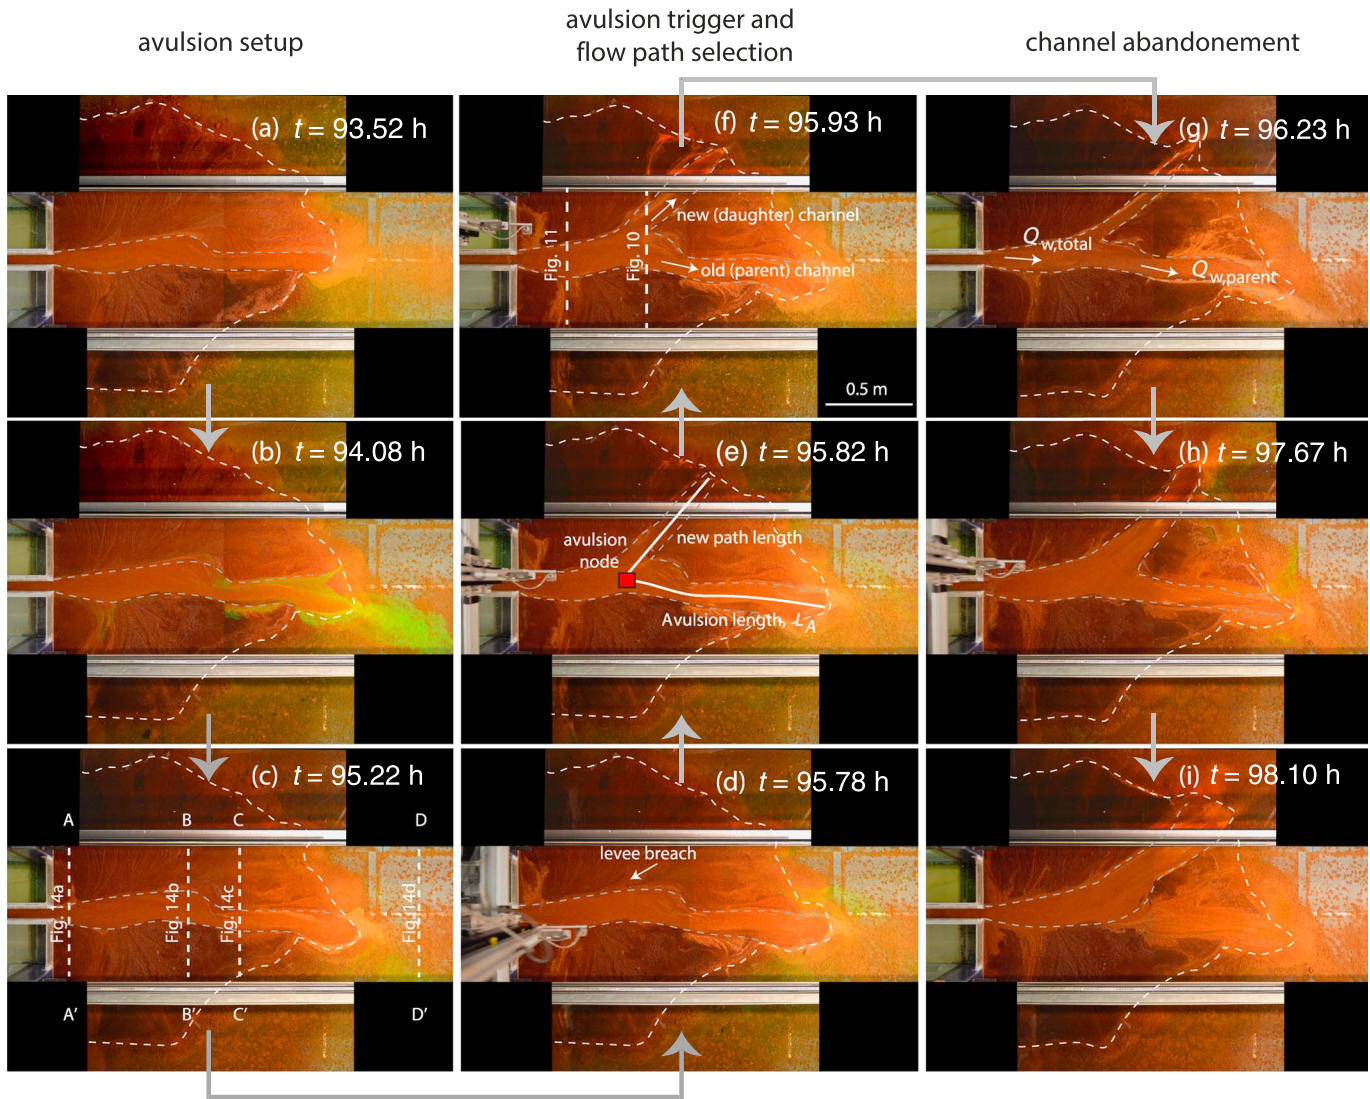 avulsion setup
avulsion trigger and
flow path selection
channel abandonement
(a) t = 93.52 h
(f) t = 95.93 h
new (daughter) channel
old (parent) channel
Fig. 11
Fig. 10
0.5 m
(g) t = 96.23 h
Qw,total
Qw,parent
(b) t = 94.08 h
(e) t = 95.82 h
avulsion
node
new path length
Avulsion length, LA
(h) t = 97.67 h
(c) t = 95.22 h
A
B
C
D
Fig. 14a
Fig. 14b
Fig. 14c
Fig. 14d
A'
B'
C'
D'
(d) t = 95.78 h
levee breach
(i) t = 98.10 h